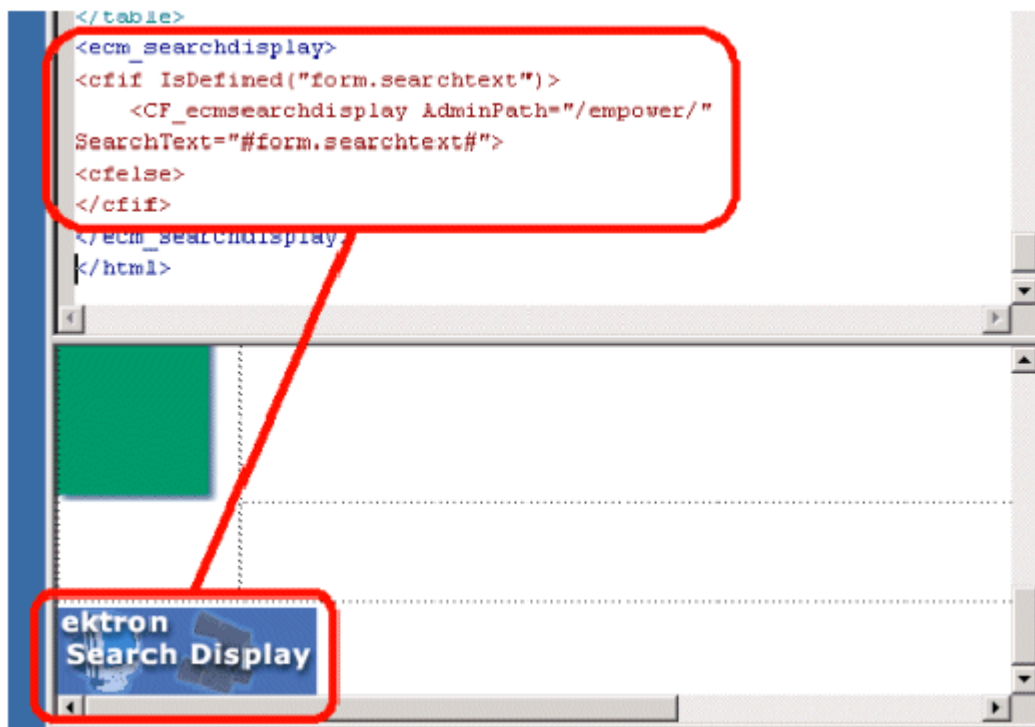 </table>
<ecm_searchdisplay>
<cfif IsDefined("form.searchtext")>
<CF_ecmsearchdisplay AdminPath="/empower/"
SearchText="#form.searchtext#">
<cfelse>
</cfif>
</ecm_searchdisplay>
</html>
ektron
Search Display